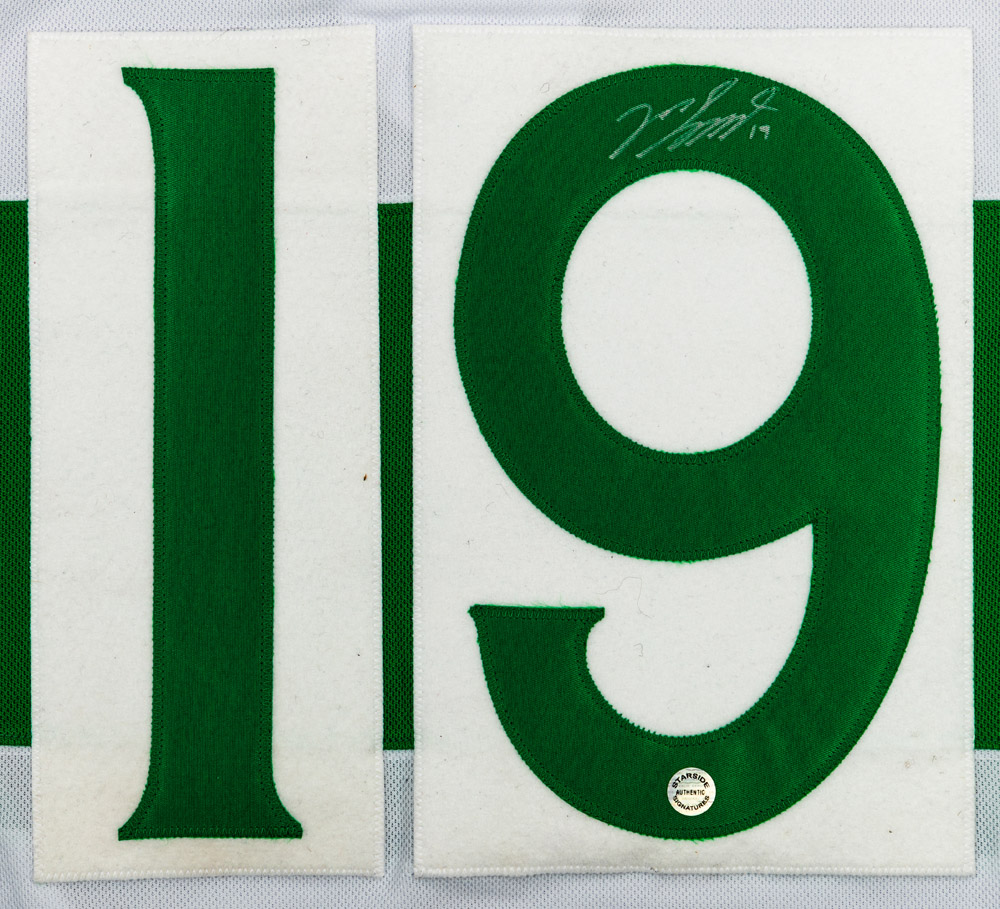 19
19
STARSIDE
AUTHENTIC
SIGNATURES